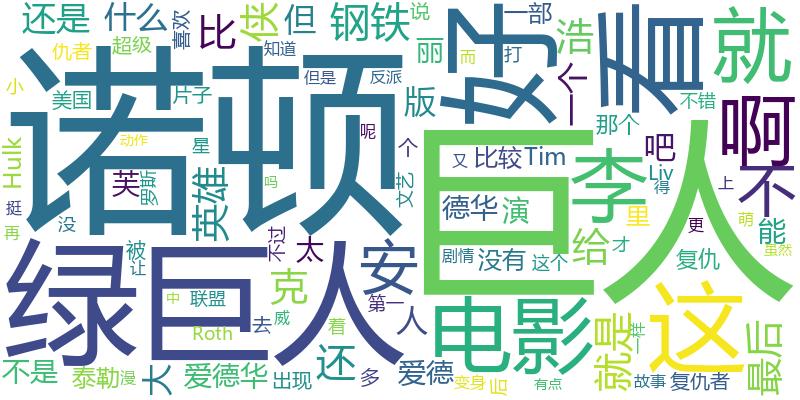 还是
什么
喜欢
比
侠
但
钢铁
说
一部
好
看
就
仇者
超级
诺顿
知道
丽
而
打
一个
浩
小
美国
片子
但是
反派
版
不错
啊
Hulk
动作
星
呢
个
又
比较
Tim
那个
吧
不
挺
芙
罗斯
英雄
吗
文艺
巨人
李
Liv
得
上
能
再
没
德华
演
里
更
萌
绿巨人
被
让
不过
太
安
剧情
没有
这个
给
才
复仇
虽然
中
联盟
克
第一
人
电影
就是
这
一样
最后
Roth
去
威
着
不是
泰勒
漫
大
爱德华
出现
还
多
爱德
变身
后
有点
故事
复仇者